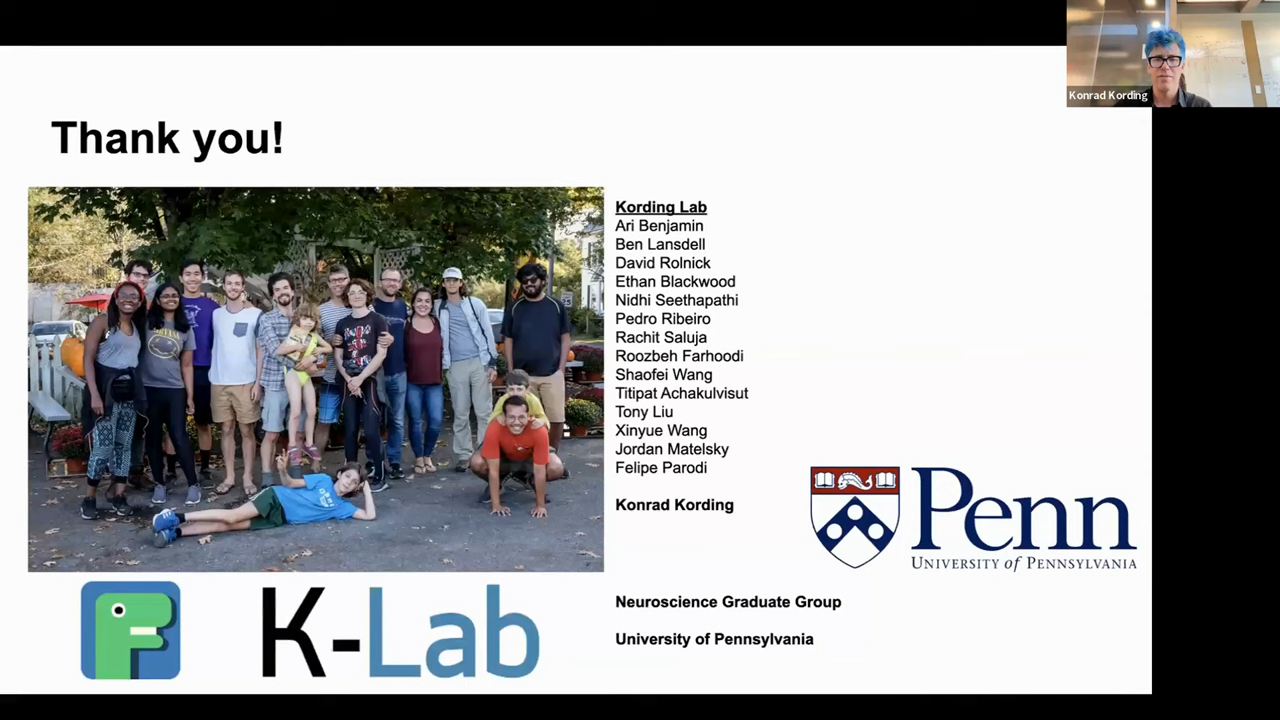 Konrad Kording
Thank you!
Kording Lab
Ari Benjamin
Ben Lansdell
David Rolnick
Ethan Blackwood
Nidhi Seethapathi
Pedro Ribeiro
Rachit Saluja
Roozbeh Farhoodi
Shaofei Wang
Titipat Achakulvisut
Tony Liu
Xinyue Wang
Jordan Matelsky
Felipe Parodi
Konrad Kording
Penn
UNIVERSITY of PENNSYLVANIA
K-Lab
Neuroscience Graduate Group
University of Pennsylvania